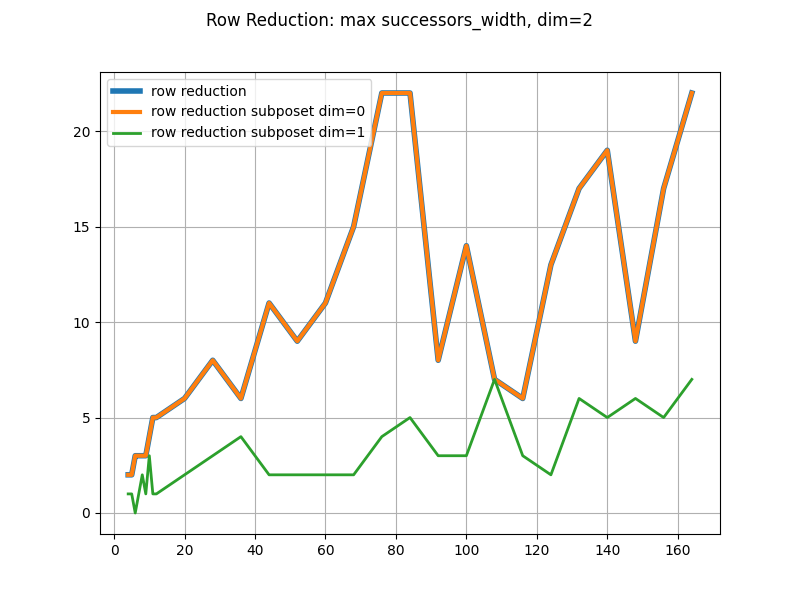 Row Reduction: max successors_width, dim=2
row reduction
row reduction subposet dim=0
row reduction subposet dim=1
20
15
10
5
0
0 20 40 60 80 100 120 140 160